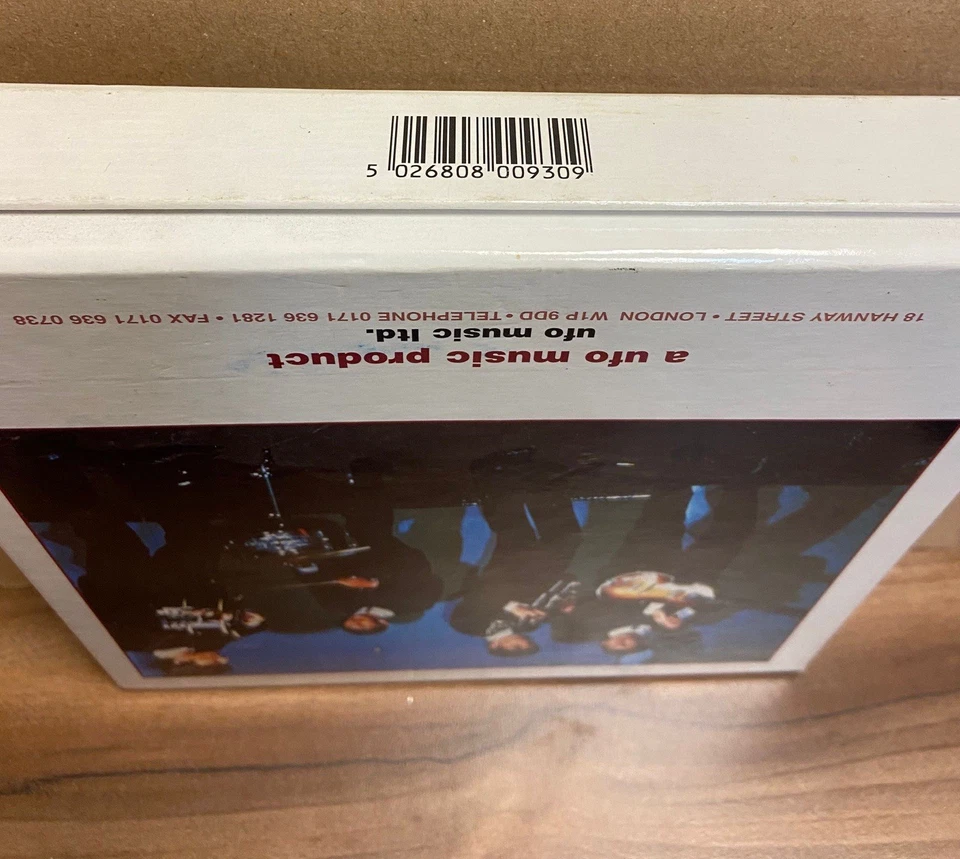 5 026808 009309
a ufo music product
ufo music ltd.
18 HANWAY STREET • LONDON W1P 9DD • TELEPHONE 0171 636 1281 • FAX 0171 636 0738